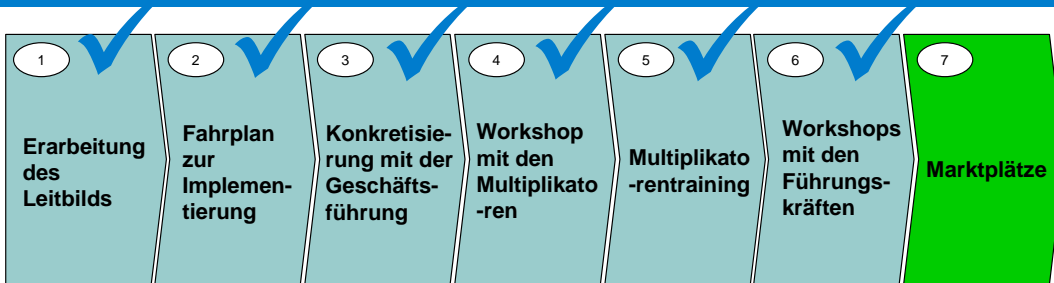 1
Erarbeitung
des
Leitbilds
2
Fahrplan
zur
Implemen-
tierung
3
Konkretisie-
rung mit der
Geschäfts-
führung
4
Workshop
mit den
Multiplikato
-ren
5
Multiplikato
-rentraining
6
Workshops
mit den
Führungs-
kräften
7
Marktplätze